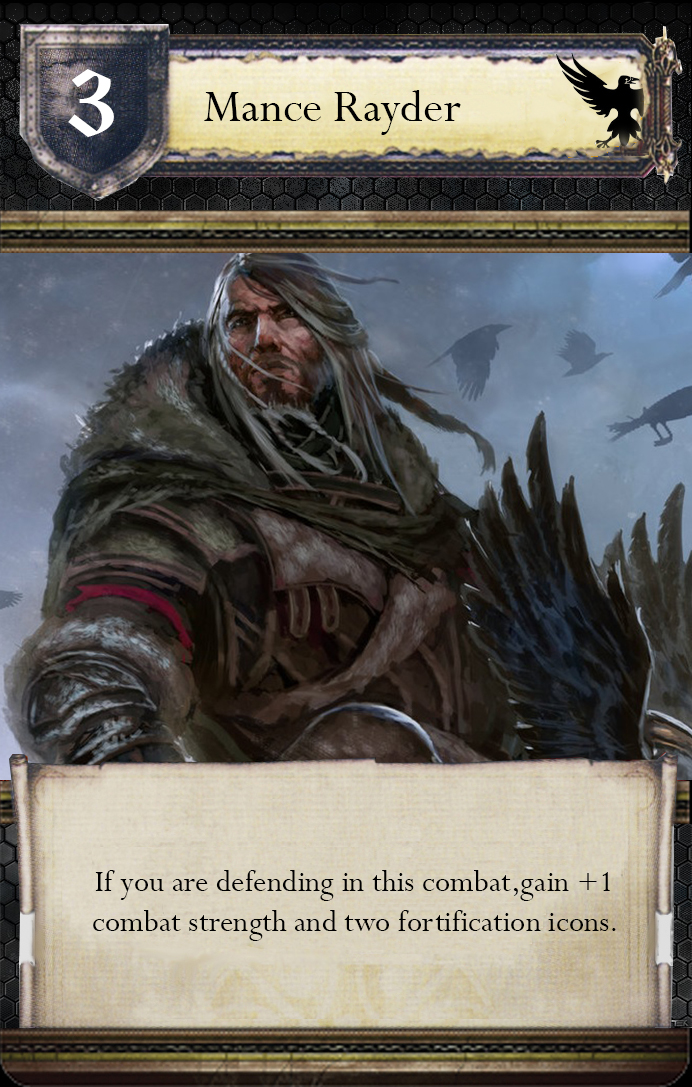 3
Mance Rayder
If you are defending in this combat,gain +1
combat strength and two fortification icons.